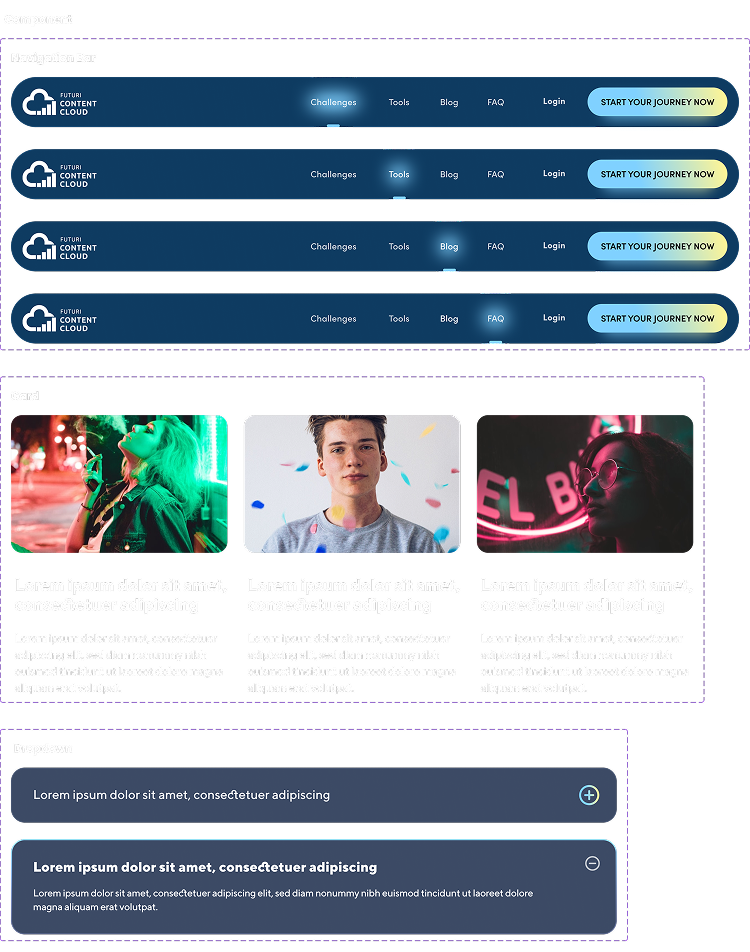 Component
Navigation Bar
FUTURI
CONTENT
CLOUD
Challenges
Tools
Blog
FAQ
Login
START YOUR JOURNEY NOW
FUTURI
CONTENT
CLOUD
Challenges
Tools
Blog
FAQ
Login
START YOUR JOURNEY NOW
FUTURI
CONTENT
CLOUD
Challenges
Tools
Blog
FAQ
Login
START YOUR JOURNEY NOW
FUTURI
CONTENT
CLOUD
Challenges
Tools
Blog
FAQ
Login
START YOUR JOURNEY NOW
Card
EL B
Lorem ipsum dolor sit amet,
consectetuer adipiscing
Lorem ipsum dolor sit amet, consectetuer
adipiscing elit, sed diam nonummy nibh
euismod tincidunt ut laoreet dolore magna
aliquam erat volutpat.
Lorem ipsum dolor sit amet,
consectetuer adipiscing
Lorem ipsum dolor sit amet, consectetuer
adipiscing elit, sed diam nonummy nibh
euismod tincidunt ut laoreet dolore magna
aliquam erat volutpat.
Lorem ipsum dolor sit amet,
consectetuer adipiscing
Lorem ipsum dolor sit amet, consectetuer
adipiscing elit, sed diam nonummy nibh
euismod tincidunt ut laoreet dolore magna
aliquam erat volutpat.
Lorem ipsum dolor sit amet, consectetuer adipiscing
Lorem ipsum dolor sit amet, consectetuer adipiscing
Lorem ipsum dolor sit amet, consectetuer adipiscing elit, sed diam nonummy nibh euismod tincidunt ut laoreet dolore
magna aliquam erat volutpat.